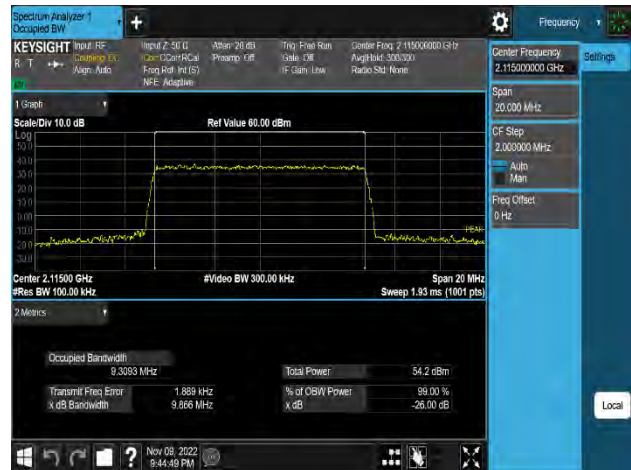 Spectrum Analyzer 1
Occupied BW
Frequency
KEYSIGHT
Input: RF
Coupling: DC
Align: Auto
R T
Input Z: 50 Ω
Corr CCorr RCal
Freq Ref: Int (S)
NFE: Adaptive
Atten: 20 dB
Preamp: Off
Trig: Free Run
Gate: Off
IF Gain: Low
Center Freq: 2.115000000 GHz
Avg|Hold: 300/300
Radio Std: None
Center Frequency
2.115000000 GHz
Settings
Span
20.000 MHz
CF Step
2.000000 MHz
Auto
Man
Freq Offset
0 Hz
1 Graph
Scale/Div 10.0 dB
Ref Value 60.00 dBm
Log
50.0
40.0
30.0
20.0
10.0
0.00
-10.0
-20.0
-30.0
PEAK
Center 2.11500 GHz
#Video BW 300.00 kHz
Span 20 MHz
#Res BW 100.00 kHz
Sweep 1.93 ms (1001 pts)
2 Metrics
Occupied Bandwidth
9.3093 MHz
Total Power
54.2 dBm
Transmit Freq Error
1.889 kHz
% of OBW Power
99.00 %
x dB Bandwidth
9.866 MHz
x dB
-26.00 dB
Local
?
Nov 09, 2022
9:44:49 PM